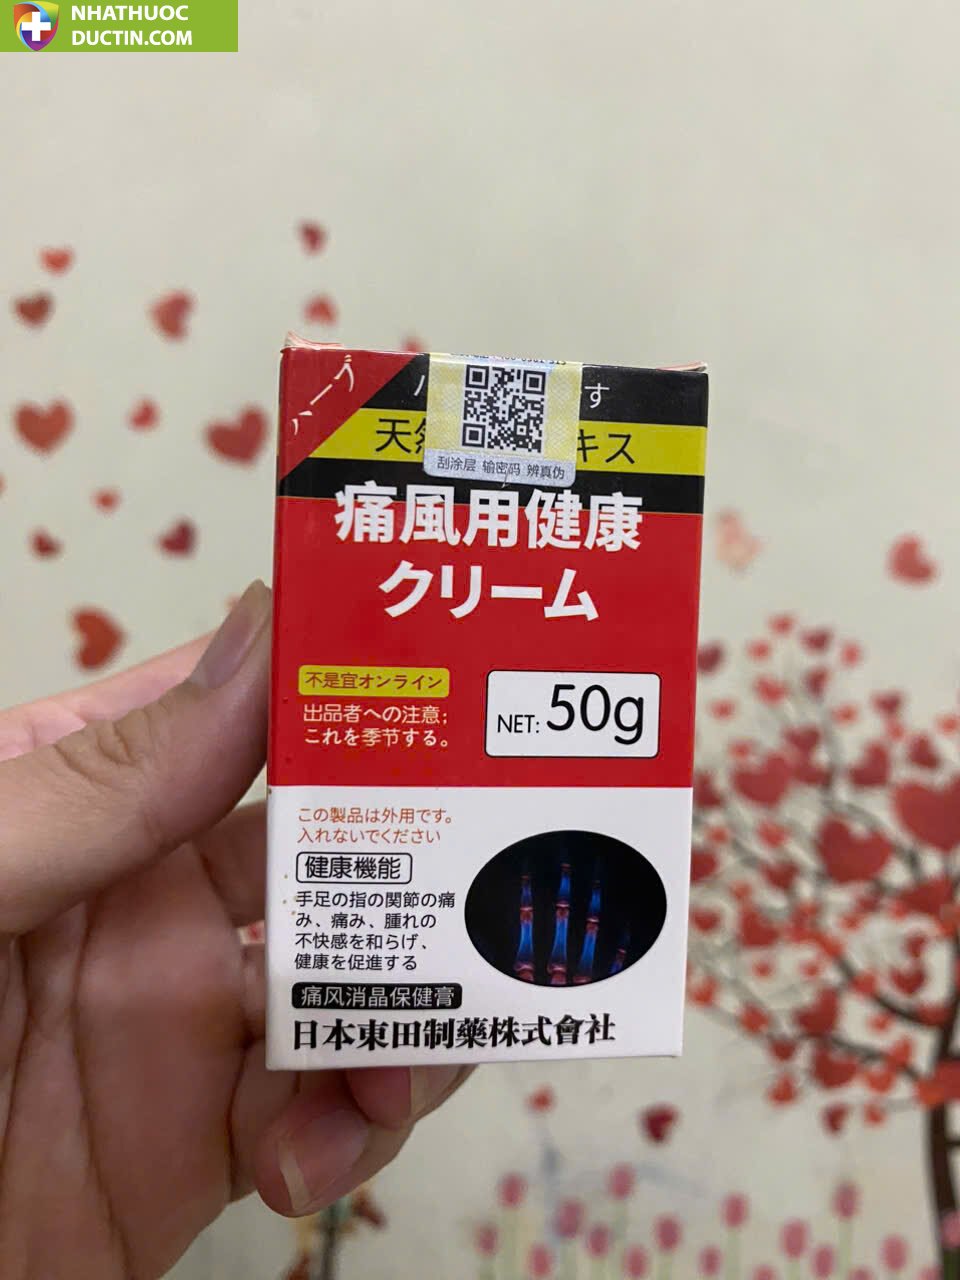 NHATHUOC
DUCTIN.COM
ハーブ
す
天
キス
刮涂层 输密码 辨真伪
痛風用健康
クリーム
不是宜オンライン
出品者への注意；
これを季节する。
NET: 50g
この製品は外用です。
入れないでください
健康機能
手足の指の関節の痛
み、痛み、腫れの
不快感を和らげ、
健康を促進する
痛风消晶保健膏
日本東田制藥株式會社